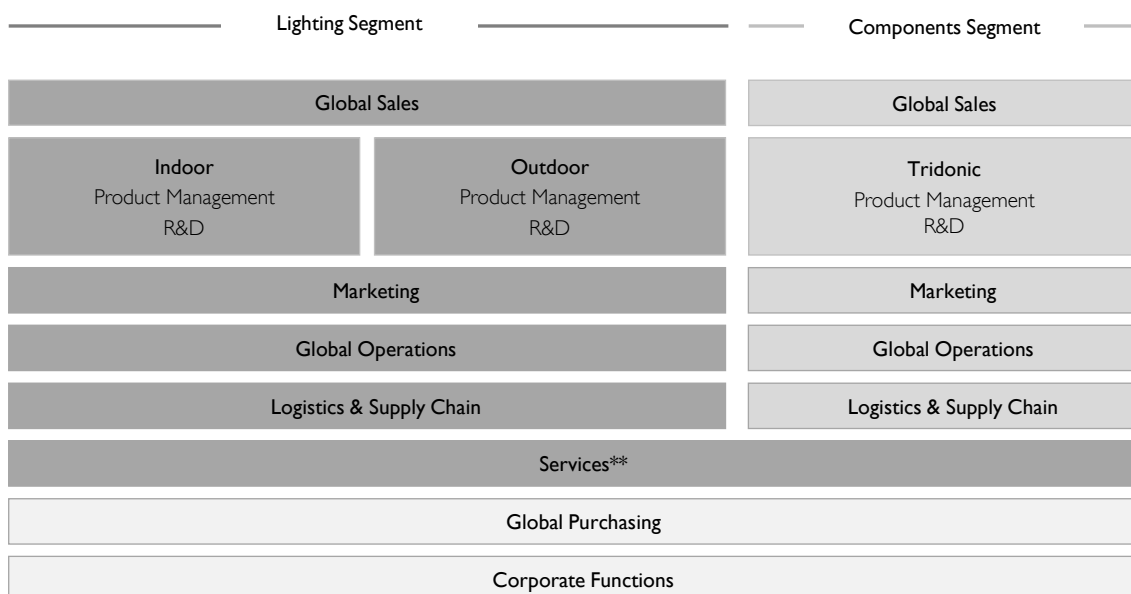 Lighting Segment
Components Segment
Global Sales
Global Sales
Indoor
Product Management
R&D
Outdoor
Product Management
R&D
Tridonic
Product Management
R&D
Marketing
Marketing
Global Operations
Global Operations
Logistics & Supply Chain
Logistics & Supply Chain
Services**
Global Purchasing
Corporate Functions